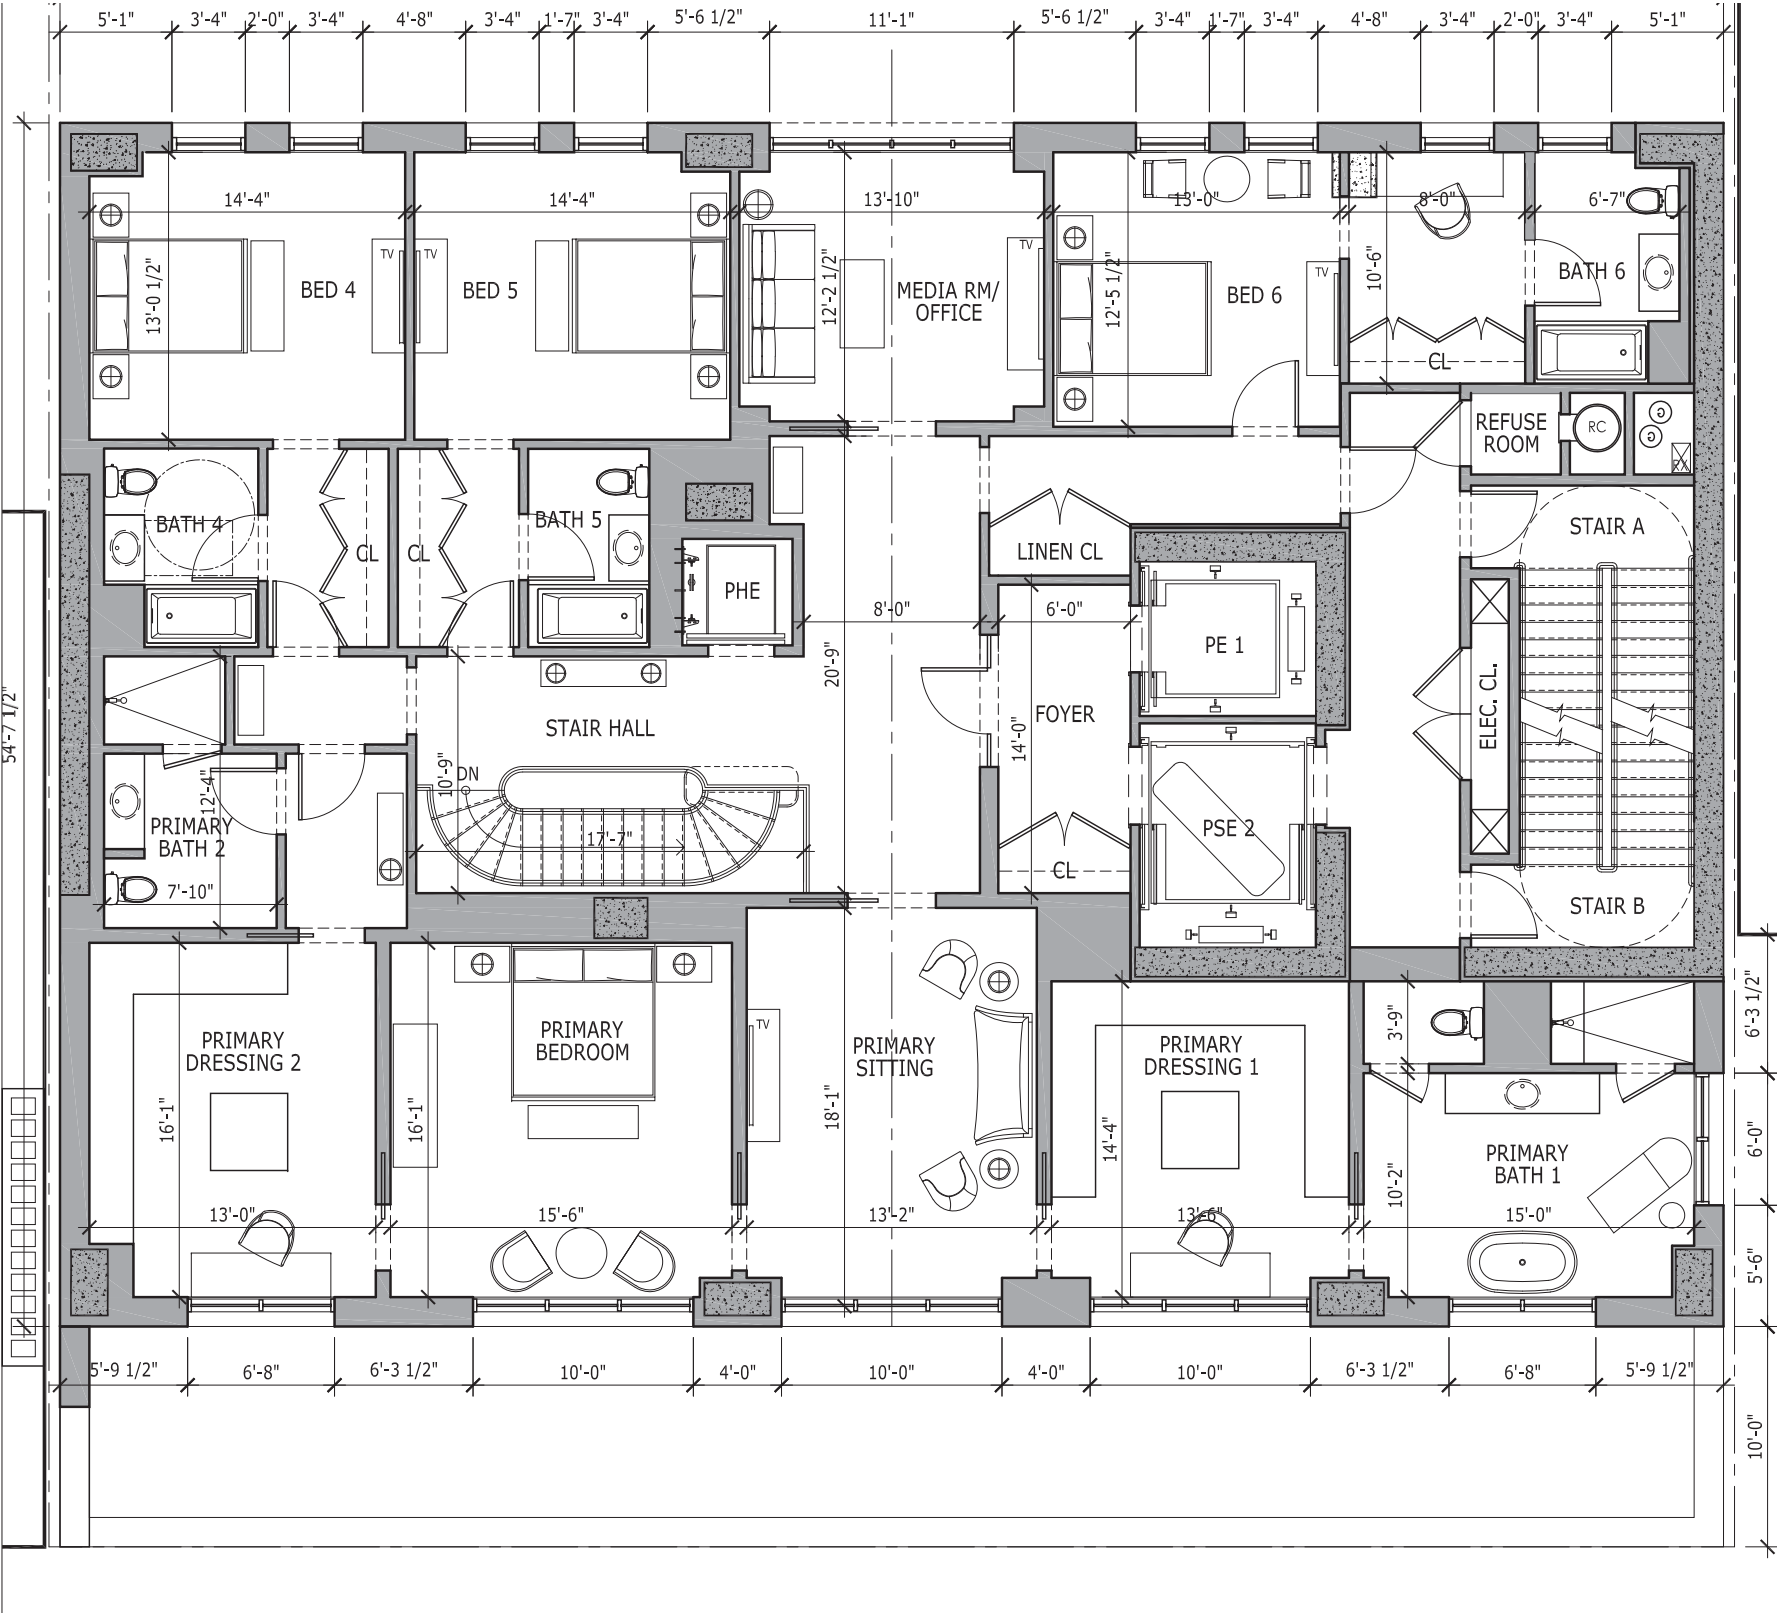 5'-1" 3'-4" 2'-0" 3'-4" 4'-8" 3'-4" 1'-7" 3'-4" 5'-6 1/2" 11'-1" 5'-6 1/2" 3'-4" 1'-7" 3'-4" 4'-8" 3'-4" 2'-0" 3'-4" 5'-1"
14'-4" 14'-4" 13'-10" 13'-0" 8'-0" 6'-7"
TV TV TV TV
13'-0 1/2" 12'-2 1/2" 12'-5 1/2" 10'-6"
BED 4
BED 5
MEDIA RM/
OFFICE
BED 6
BATH 6
CL
REFUSE
ROOM
RC
RX
BATH 4
CL
CL
BATH 5
LINEN CL
STAIR A
PHE
8'-0" 6'-0"
20'-9"
PE 1
54'-7 1/2"
STAIR HALL
FOYER
14'-0"
ELEC. CL.
DN
10'-9"
12'-4"
PRIMARY
BATH 2
17'-7"
PSE 2
CL
7'-10"
STAIR B
PRIMARY
DRESSING 2
PRIMARY
BEDROOM
TV
PRIMARY
SITTING
PRIMARY
DRESSING 1
3'-9"
6'-3 1/2"
16'-1" 16'-1" 18'-1" 14'-4" 10'-2"
PRIMARY
BATH 1
6'-0"
13'-0" 15'-6" 13'-2" 13'-6" 15'-0"
5'-6"
5'-9 1/2" 6'-8" 6'-3 1/2" 10'-0" 4'-0" 10'-0" 4'-0" 10'-0" 6'-3 1/2" 6'-8" 5'-9 1/2"
10'-0"